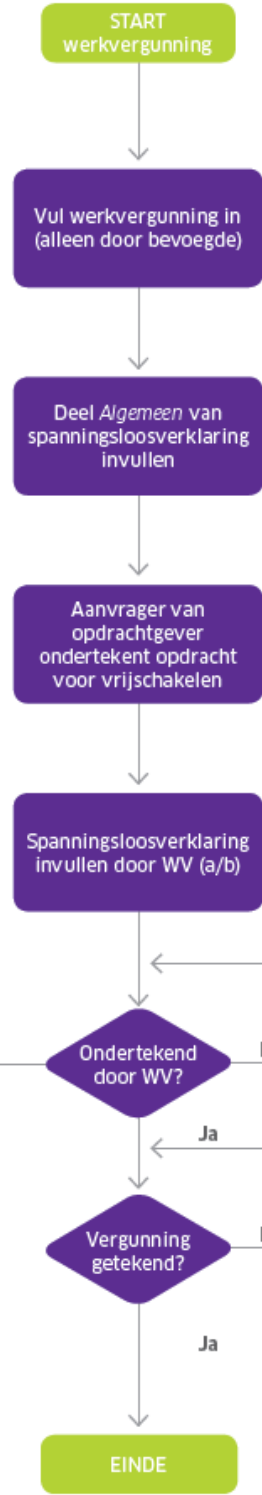 START
werkvergunning
Vul werkvergunning in
(alleen door bevoegde)
Deel Algemeen van
spanningsloosverklaring
invullen
Aanvrager van
opdrachtgever
ondertekent opdracht
voor vrijschakelen
Spanningsloosverklaring
invullen door WV (a/b)
Ondertekend
door WV?
Ja
Vergunning
getekend?
Ja
EINDE